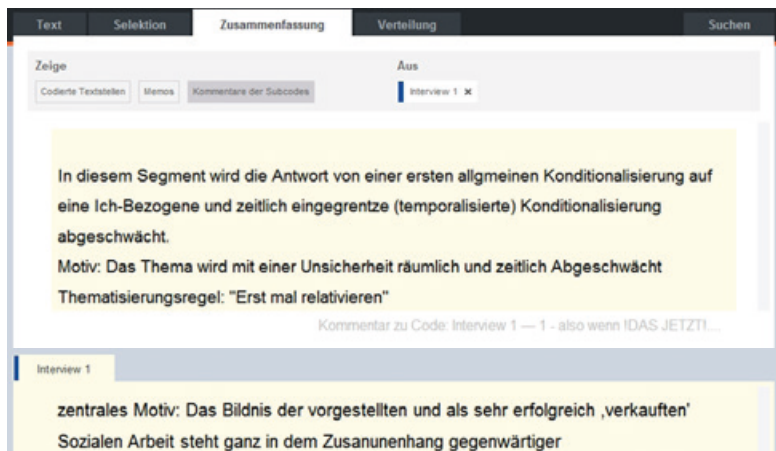 Text Selektion Zusammenfassung Verteilung Suchen
Zeige Aus
Codierte Textstellen Memos Kommentare der Subcodes Interview 1 ×
In diesem Segment wird die Antwort von einer ersten allgmeinen Konditionalisierung auf
eine Ich-Bezogene und zeitlich eingegrentze (temporalisierte) Konditionalisierung
abgeschwächt.
Motiv: Das Thema wird mit einer Unsicherheit räumlich und zeitlich Abgeschwächt
Thematisierungsregel: "Erst mal relativieren"
Kommentar zu Code: Interview 1 — 1 - also wenn !DAS JETZT!...
Interview 1
zentrales Motiv: Das Bildnis der vorgestellten und als sehr erfolgreich ‚verkauften'
Sozialen Arbeit steht ganz in dem Zusanunenhang gegenwärtiger